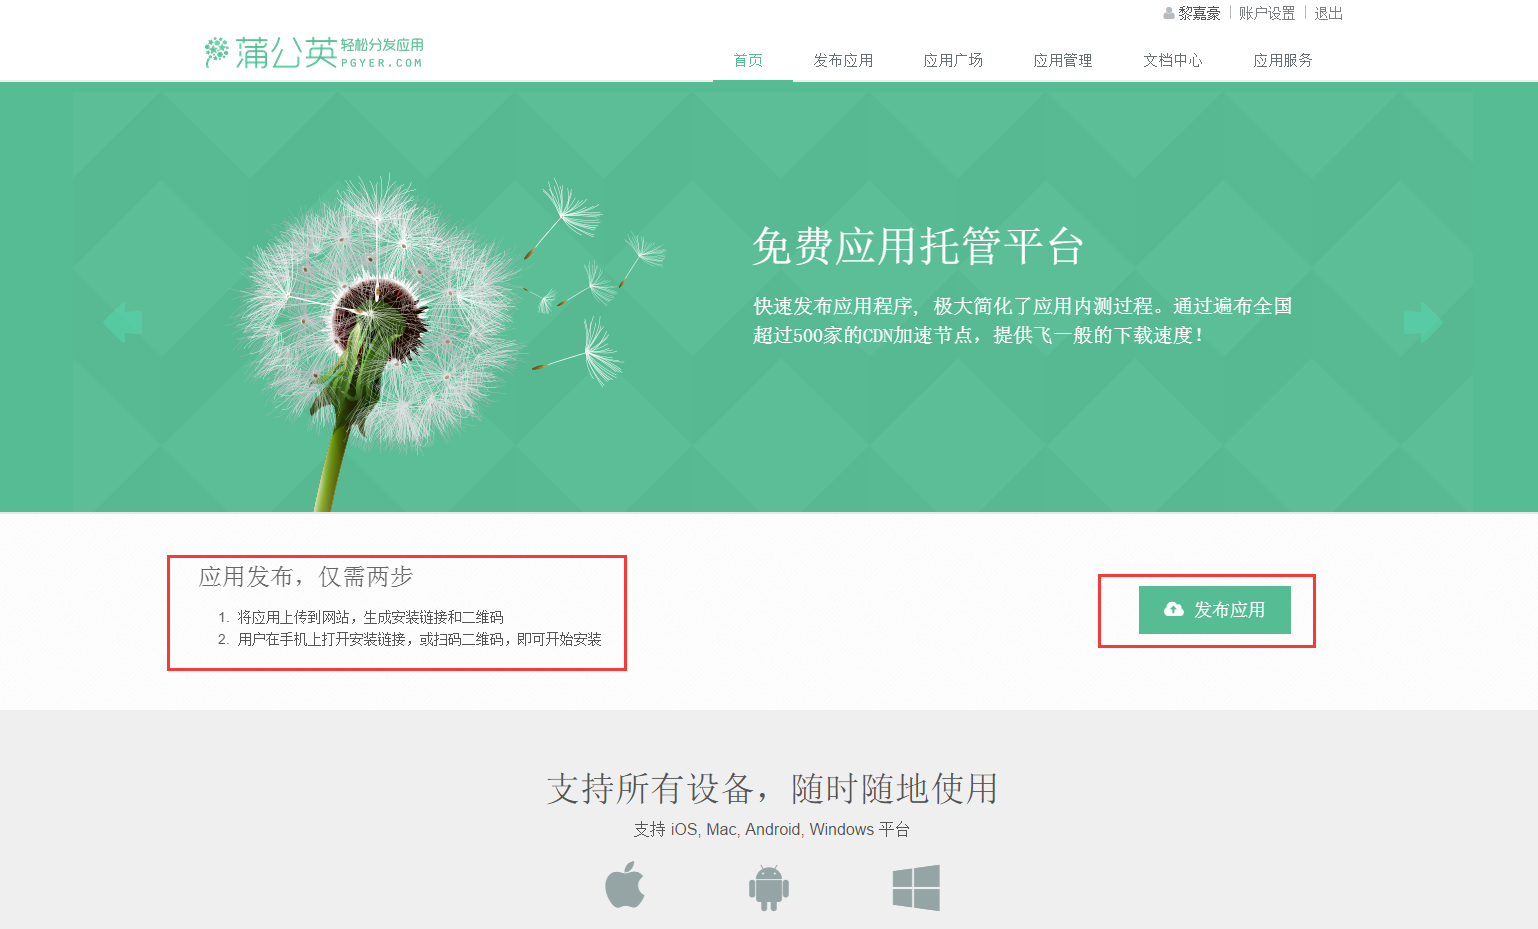 黎嘉豪 账户设置 退出
蒲公英 轻松分发应用
PGYER.COM
首页 发布应用 应用广场 应用管理 文档中心 应用服务
免费应用托管平台
快速发布应用程序, 极大简化了应用内测过程。通过遍布全国
超过500家的CDN加速节点，提供飞一般的下载速度！
应用发布，仅需两步
1. 将应用上传到网站，生成安装链接和二维码
2. 用户在手机上打开安装链接，或扫码二维码，即可开始安装
发布应用
支持所有设备，随时随地使用
支持 iOS, Mac, Android, Windows 平台